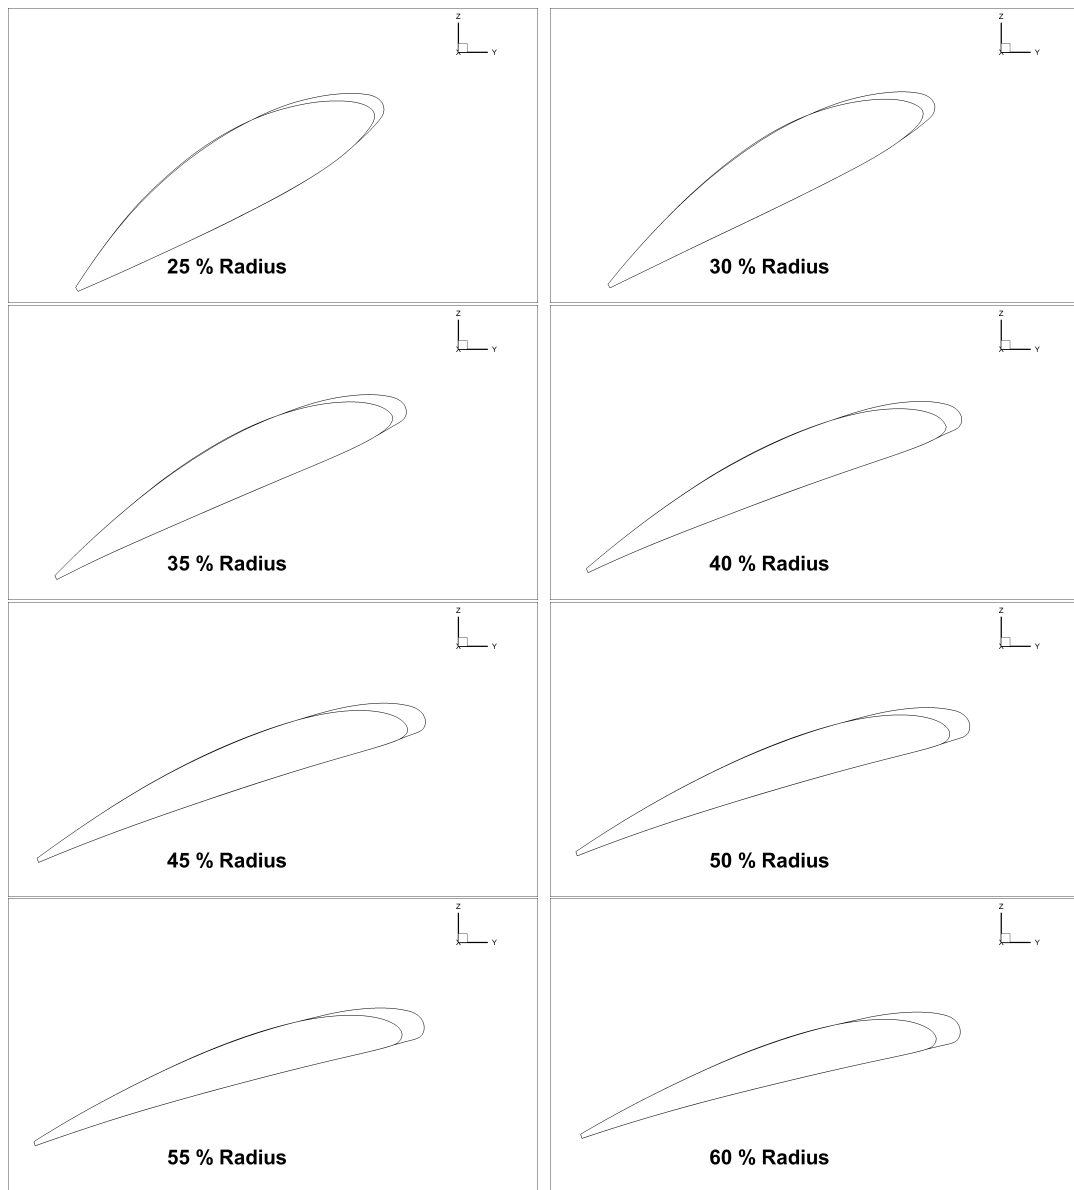 Z
X Y
25 % Radius
Z
X Y
30 % Radius
Z
X Y
35 % Radius
Z
X Y
40 % Radius
Z
X Y
45 % Radius
Z
X Y
50 % Radius
Z
X Y
55 % Radius
Z
X Y
60 % Radius